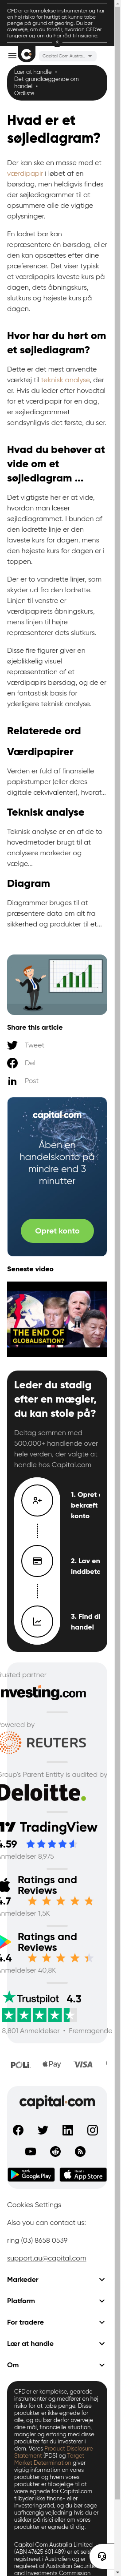 CFDer er komplekse instrumenter og har
en høj risiko for hurtigt at kunne tabe
penge på grund af gearing. Du bør
overveje, om du forstår, hvordan CFDer
fungerer og om du har råd til risiciene.
Capital Com Austra...
Lær at handle •
Det grundlæggende om
handel •
Ordliste
Hvad er et
søjlediagram?
Der kan ske en masse med et
værdipapir i løbet af en
børsdag, men heldigvis findes
der søjlediagrammer til at
opsummere alle de vigtige
oplysninger.
En lodret bar kan
repræsentere én børsdag, men
den kan også opsættes efter
dine præferencer. Det viser typisk
et værdipapirs laveste kurs på
dagen, dets åbningskurs,
slutkurs og højeste kurs på
dagen.
Hvor har du hørt om
et søjlediagram?
Dette er det mest anvendte
værktøj til teknisk analyse, der
er. Hvis du leder efter hovedtal
for et værdipapir for en dag,
er søjlediagrammet
sandsynligvis det første, du ser.
Hvad du behøver at
vide om et
søjlediagram ...
Det vigtigste her er at vide,
hvordan man læser
søjlediagrammet. I bunden af
den lodrette linje er den
laveste kurs for dagen, mens
den højeste kurs for dagen er i
toppen.
Der er to vandrette linjer, som
skyder ud fra den lodrette.
Linjen til venstre er
værdipapirets åbningskurs,
mens linjen til højre
repræsenterer dets slutkurs.
Disse fire figurer giver en
øjeblikkelig visuel
repræsentation af et
værdipapirs børsdag, og de er
en fantastisk basis for
yderligere teknisk analyse.
Relaterede ord
Værdipapirer
Verden er fuld af finansielle
papirstumper (eller deres
digitale ækvivalenter), hvoraf...
Teknisk analyse
Teknisk analyse er en af de to
hovedmetoder brugt til at
analysere markeder og
vælge...
Diagram
Diagrammer bruges til at
præsentere data om alt fra
sikkerhed og produkter til et...
Share this article
Tweet
Del
Post
capital com
Åben en
handelskonto på
mindre end 3
minutter
Opret konto
Seneste video
THE END OF
GLOBALISATION?
Leder du stadig
efter en mægler,
du kan stole på?
Deltag sammen med
500.000+ handlende over
hele verden, der valgte at
handle hos Capital.com
1. Opret
bekræft
konto
2. Lav en
3. Find di
handel
rusted partner
Investing.com
owered by
REUTERS
Group's Parent Entity is audited by
Deloitte.
TradingView
4.59
nmeldelser 8,975
Ratings and
Reviews
4.7
nmeldelser 1,5K
Ratings and
Reviews
4.4
nmeldelser 40,8K
Trustpilot 4.3
8,801 Anmeldelser • Fremragende
POLi
Pay
VISA
capital com
GET IT ON
Google Play
Download on the
App Store
Cookies Settings
Also you can contact us:
ring (03) 8658 0539
support.au@capital.com
Markeder
Platform
For tradere
Lær at handle
Om
CFDer er komplekse, gearede
instrumenter og medfører en høj
risiko for at tabe penge. Disse
produkter er ikke egnede for
alle, og du bør derfor overveje
dine mål, finansielle situation,
erfaring og mål med disse
produkter før du investerer i
dem. Vores Product Disclosure
Statement (PDS) og Target
Market Determination giver
vigtig information om vores
produkter og hvem vores
produkter er tilbøjelige til at
være egnede for Capital.com
tilbyder ikke finans- eller
investeringsråd, og du bør søge
uafhængig vejledning hvis du
er usikker på om vores
produkter er egnede til dig.
Capital Com Australia Limited
(ABN 47625 601 489) er et selskab
registreret i Australien og er
reguleret af Australian Securities
and Investments Commission